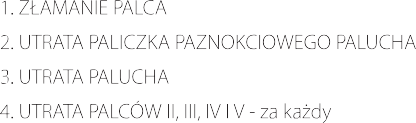 1. ZŁAMANIE PALCA
2. UTRATA PALICZKA PAZNOKCIOWEGO PALUCHA
3. UTRATA PALUCHA
4. UTRATA PALCÓW II, III, IV I V - za każdy